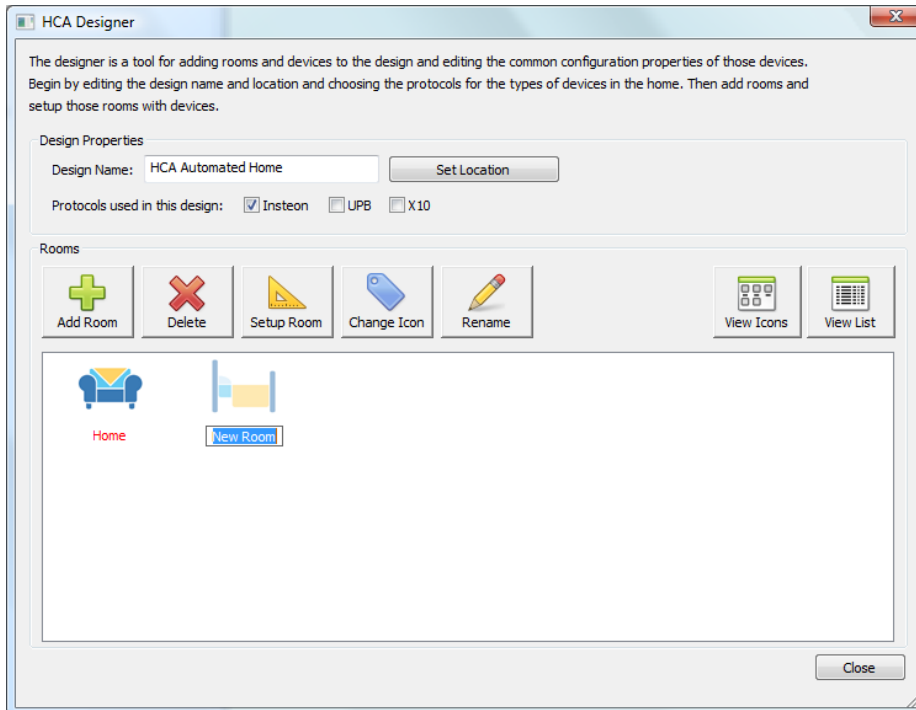 HCA Designer
The designer is a tool for adding rooms and devices to the design and editing the common configuration properties of those devices.
Begin by editing the design name and location and choosing the protocols for the types of devices in the home. Then add rooms and
setup those rooms with devices.
Design Properties
Design Name: HCA Automated Home Set Location
Protocols used in this design: Insteon UPB X10
Rooms
Add Room Delete Setup Room Change Icon Rename View Icons View List
Home New Room
Close